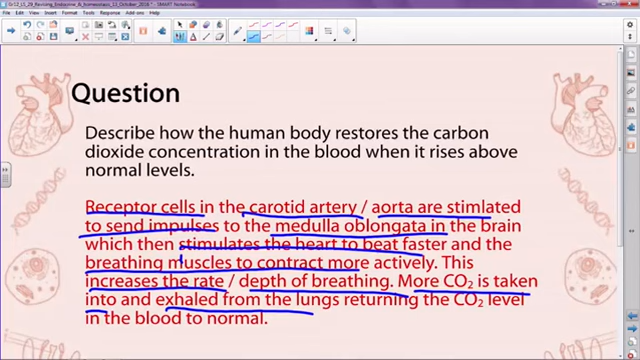 Gr12_LS_29_Revising_Endocrine_& homeostasis_13_October_2016 - SMART Notebook
File Edit View Insert Format Tools Response Add-ons Help
Question
Describe how the human body restores the carbon
dioxide concentration in the blood when it rises above
normal levels.
Receptor cells in the carotid artery / aorta are stimlated
to send impulses to the medulla oblongata in the brain
which then stimulates the heart to beat faster and the
breathing muscles to contract more actively. This
increases the rate / depth of breathing. More CO₂ is taken
into and exhaled from the lungs returning the CO₂ level
in the blood to normal.